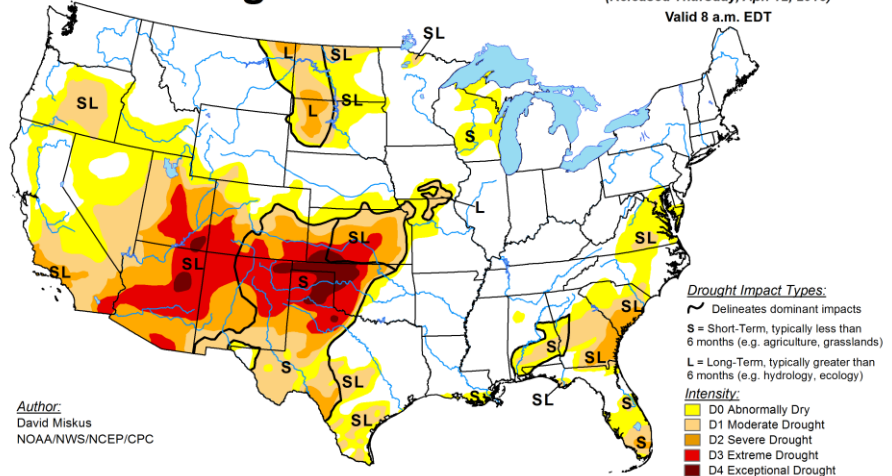 Valid 8 a.m. EDT
SL
L
SL
SL
SL
L
S
L
SL
SL
SL
SL
S
SL
S
SL
S
SL
SL
S
SL
S
S
Drought Impact Types:
Delineates dominant impacts
S = Short-Term, typically less than
6 months (e.g. agriculture, grasslands)
L = Long-Term, typically greater than
6 months (e.g. hydrology, ecology)
Intensity:
D0 Abnormally Dry
D1 Moderate Drought
D2 Severe Drought
D3 Extreme Drought
D4 Exceptional Drought
Author:
David Miskus
NOAA/NWS/NCEP/CPC